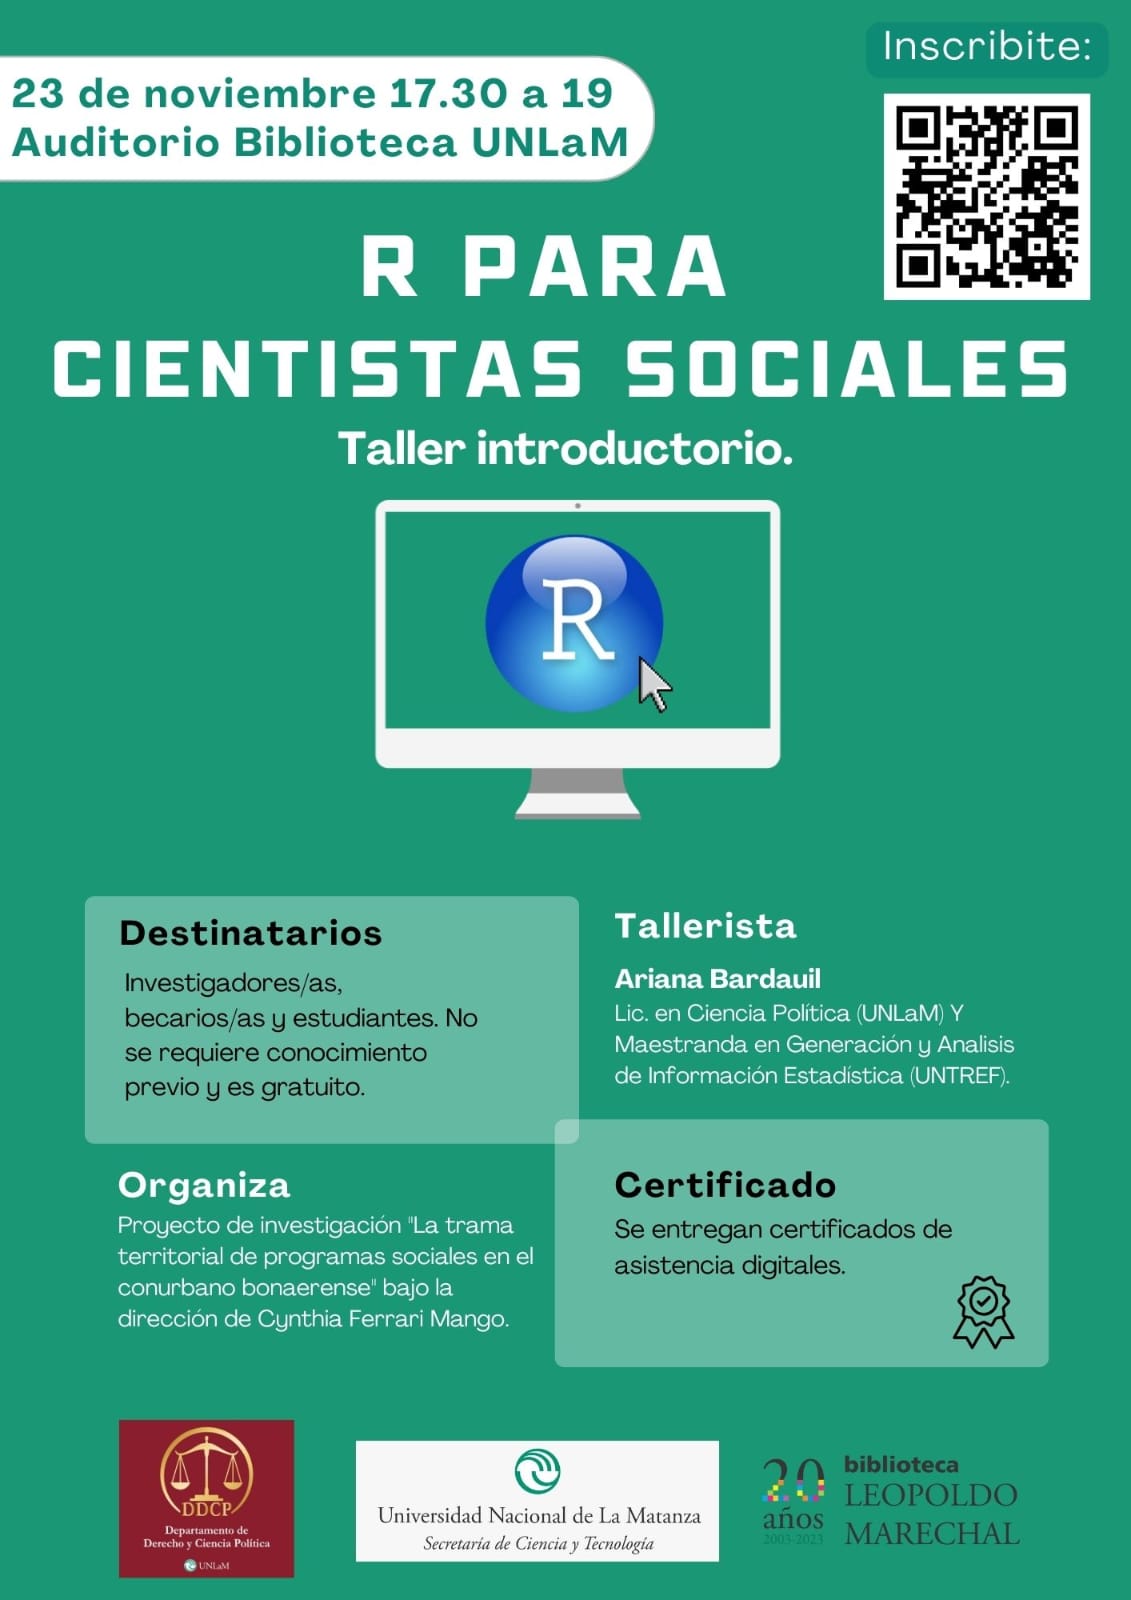 Inscribite:
23 de noviembre 17.30 a 19
Auditorio Biblioteca UNLaM
R PARA
CIENTISTAS SOCIALES
Taller introductorio.
R
Destinatarios
Investigadores/as,
becarios/as y estudiantes. No
se requiere conocimiento
previo y es gratuito.
Tallerista
Ariana Bardauil
Lic. en Ciencia Política (UNLaM) Y
Maestranda en Generación y Analisis
de Información Estadística (UNTREF).
Organiza
Proyecto de investigación "La trama
territorial de programas sociales en el
conurbano bonaerense" bajo la
dirección de Cynthia Ferrari Mango.
Certificado
Se entregan certificados de
asistencia digitales.
DDCP
Departamento de
Derecho y Ciencia Política
UNLaM
Universidad Nacional de La Matanza
Secretaría de Ciencia y Tecnología
20
años
2003-2023
biblioteca
LEOPOLDO
MARECHAL